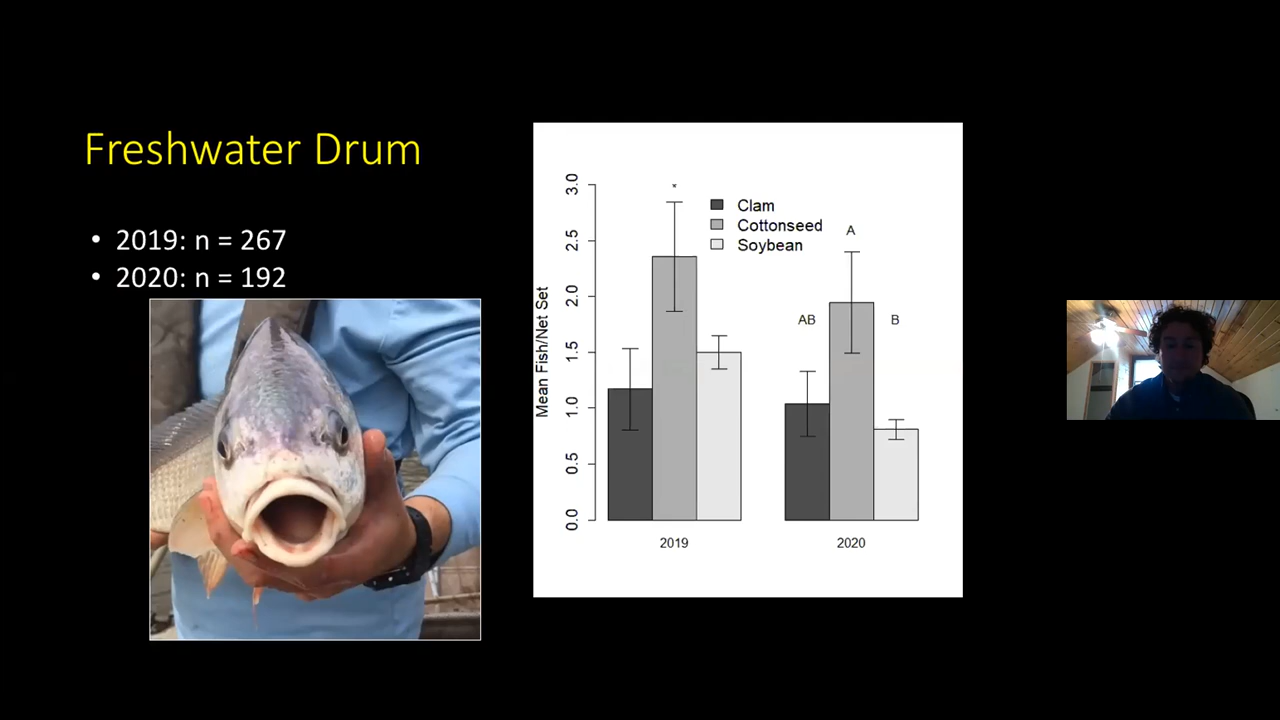 Freshwater Drum
• 2019: n = 267
• 2020: n = 192
Mean Fish/Net Set
3.0
2.5
2.0
1.5
1.0
0.5
0.0
*
Clam
Cottonseed
Soybean
A
AB
B
2019
2020